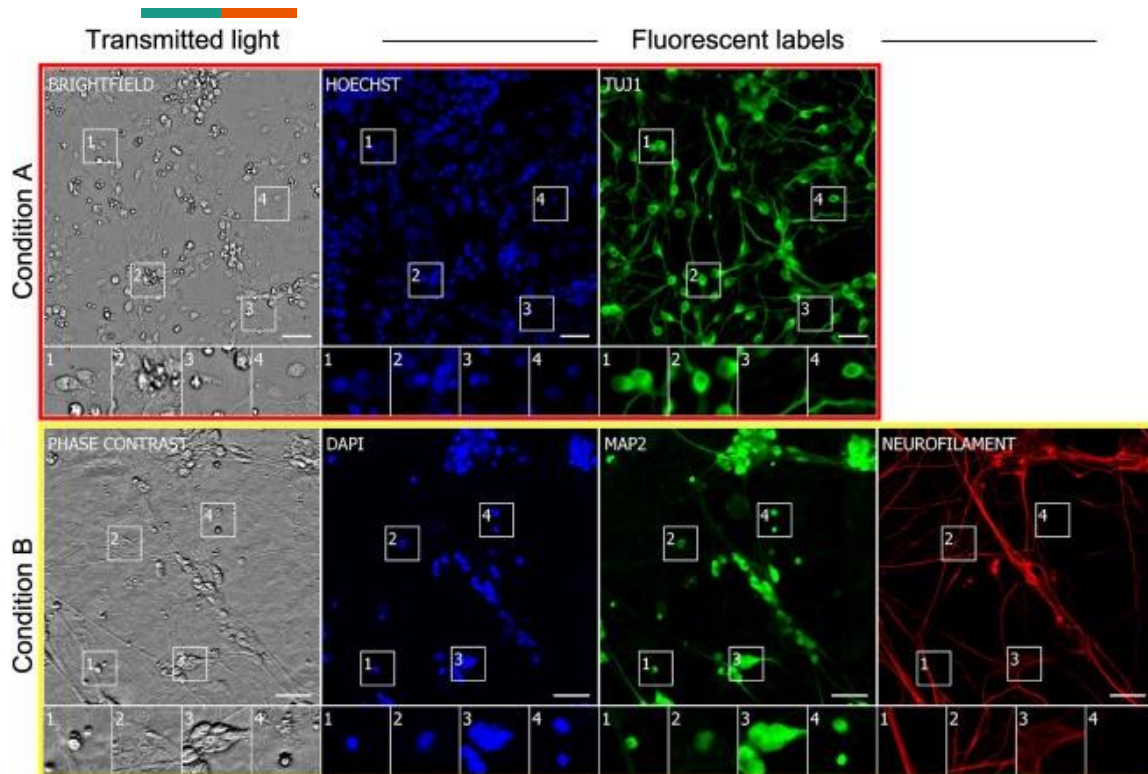 Transmitted light
Fluorescent labels
Condition A
BRIGHTFIELD
HOECHST
TUJ1
1
4
2
3
1
4
2
3
1
4
2
3
1 2 3 4
1 2 3 4
1 2 3 4
Condition B
PHASE CONTRAST
DAPI
MAP2
NEUROFILAMENT
4
2
1
3
4
2
1
3
4
2
1
3
4
2
1
3
1 2 3 4
1 2 3 4
1 2 3 4
1 2 3 4